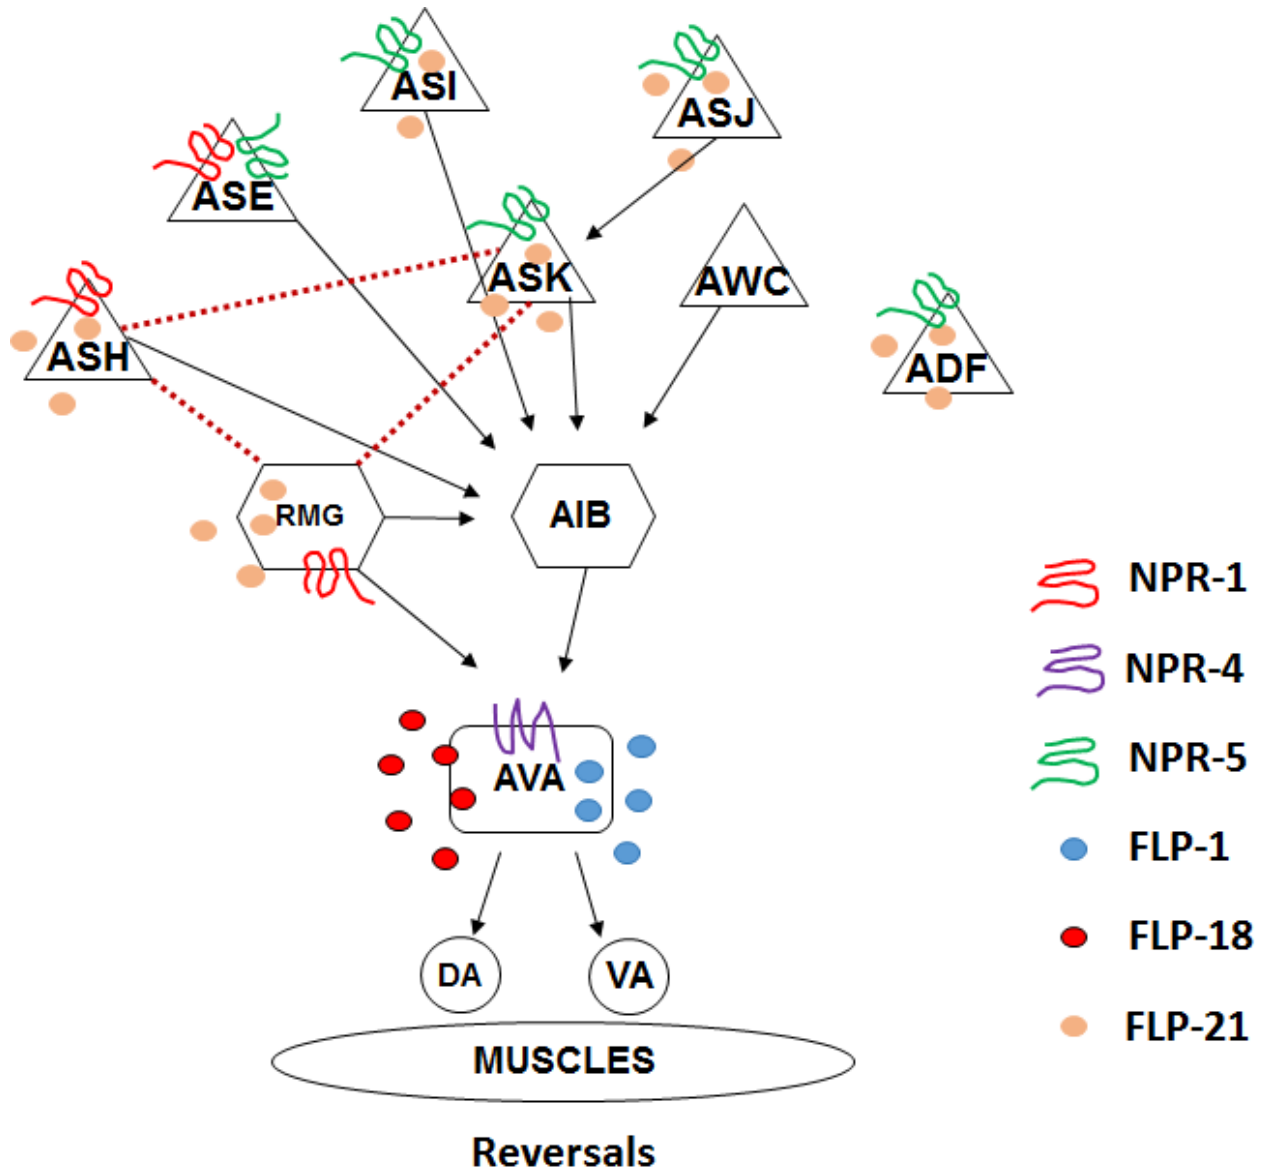 ASI
ASJ
ASE
ASK
AWC
ASH
ADF
RMG
AIB
NPR-1
NPR-4
NPR-5
AVA
FLP-1
FLP-18
DA
VA
FLP-21
MUSCLES
Reversals